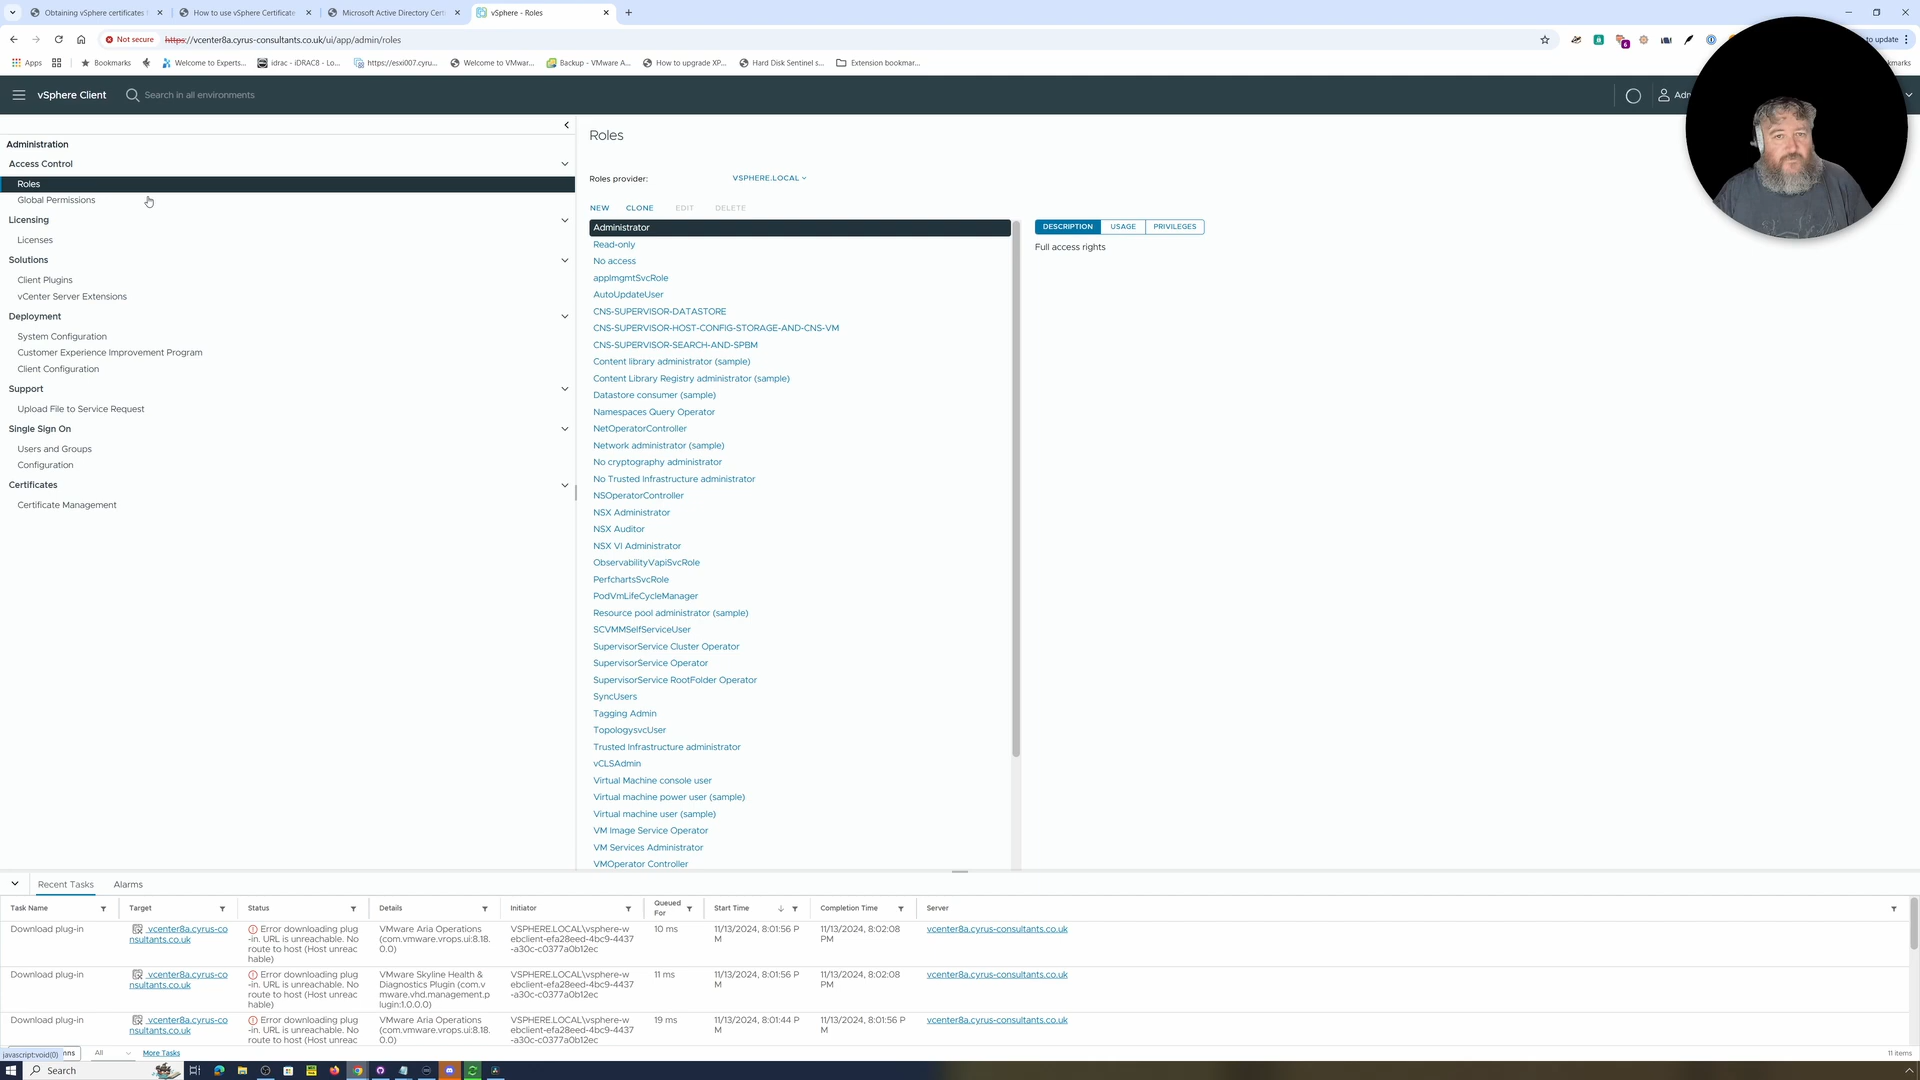 Obtaining vSphere certificates
How to use vSphere Certificate
Microsoft Active Directory Cert
vSphere - Roles
Not secure
https://vcenter8a.cyrus-consultants.co.uk/ui/app/admin/roles
to update
Apps
Bookmarks
Welcome to Experts...
idrac - iDRAC8 - Lo...
https://esxi007.cyru...
Welcome to VMwar...
Backup - VMware A...
How to upgrade XP...
Hard Disk Sentinel s...
Extension bookmar...
vSphere Client
Search in all environments
Administration
Access Control
Roles
Global Permissions
Licensing
Licenses
Solutions
Client Plugins
vCenter Server Extensions
Deployment
System Configuration
Customer Experience Improvement Program
Client Configuration
Support
Upload File to Service Request
Single Sign On
Users and Groups
Configuration
Certificates
Certificate Management
Roles
Roles provider: VSPHERE.LOCAL
NEW CLONE EDIT DELETE
Administrator
Read-only
No access
applmgmtSvcRole
AutoUpdateUser
CNS-SUPERVISOR-DATASTORE
CNS-SUPERVISOR-HOST-CONFIG-STORAGE-AND-CNS-VM
CNS-SUPERVISOR-SEARCH-AND-SPBM
Content library administrator (sample)
Content Library Registry administrator (sample)
Datastore consumer (sample)
Namespaces Query Operator
NetOperatorController
Network administrator (sample)
No cryptography administrator
No Trusted Infrastructure administrator
NSOperatorController
NSX Administrator
NSX Auditor
NSX VI Administrator
ObservabilityVapiSvcRole
PerfchartsSvcRole
PodVmLifeCycleManager
Resource pool administrator (sample)
SCVMMSelfServiceUser
SupervisorService Cluster Operator
SupervisorService Operator
SupervisorService RootFolder Operator
SyncUsers
Tagging Admin
TopologysvcUser
Trusted Infrastructure administrator
vCLSAdmin
Virtual Machine console user
Virtual machine power user (sample)
Virtual machine user (sample)
VM Image Service Operator
VM Services Administrator
VMOperator Controller
DESCRIPTION USAGE PRIVILEGES
Full access rights
Recent Tasks Alarms
Task Name Target Status Details Initiator Queued For Start Time Completion Time Server
Download plug-in
vcenter8a.cyrus-co
nsultants.co.uk
Error downloading plug
-in. URL is unreachable. No
route to host (Host unreac
hable)
VMware Aria Operations
(com.vmware.vrops.ui:8.18.
0.0)
VSPHERE.LOCAL\vsphere-w
ebclient-efa28eed-4bc9-4437
-a30c-c0377a0b12ec
10 ms
11/13/2024, 8:01:56 P
M
11/13/2024, 8:02:08
PM
vcenter8a.cyrus-consultants.co.uk
Download plug-in
vcenter8a.cyrus-co
nsultants.co.uk
Error downloading plug
-in. URL is unreachable. No
route to host (Host unreac
hable)
VMware Skyline Health &
Diagnostics Plugin (com.v
mware.vhd.management.p
lugin:1.0.0.0)
VSPHERE.LOCAL\vsphere-w
ebclient-efa28eed-4bc9-4437
-a30c-c0377a0b12ec
11 ms
11/13/2024, 8:01:56 P
M
11/13/2024, 8:02:08
PM
vcenter8a.cyrus-consultants.co.uk
Download plug-in
vcenter8a.cyrus-co
nsultants.co.uk
Error downloading plug
-in. URL is unreachable. No
route to host (Host unreac
VMware Aria Operations
(com.vmware.vrops.ui:8.18.
0.0)
VSPHERE.LOCAL\vsphere-w
ebclient-efa28eed-4bc9-4437
-a30c-c0377a0b12ec
19 ms
11/13/2024, 8:01:44 P
M
11/13/2024, 8:01:56 P
M
vcenter8a.cyrus-consultants.co.uk
javascript:void(0)
All
More Tasks
11 items
Search